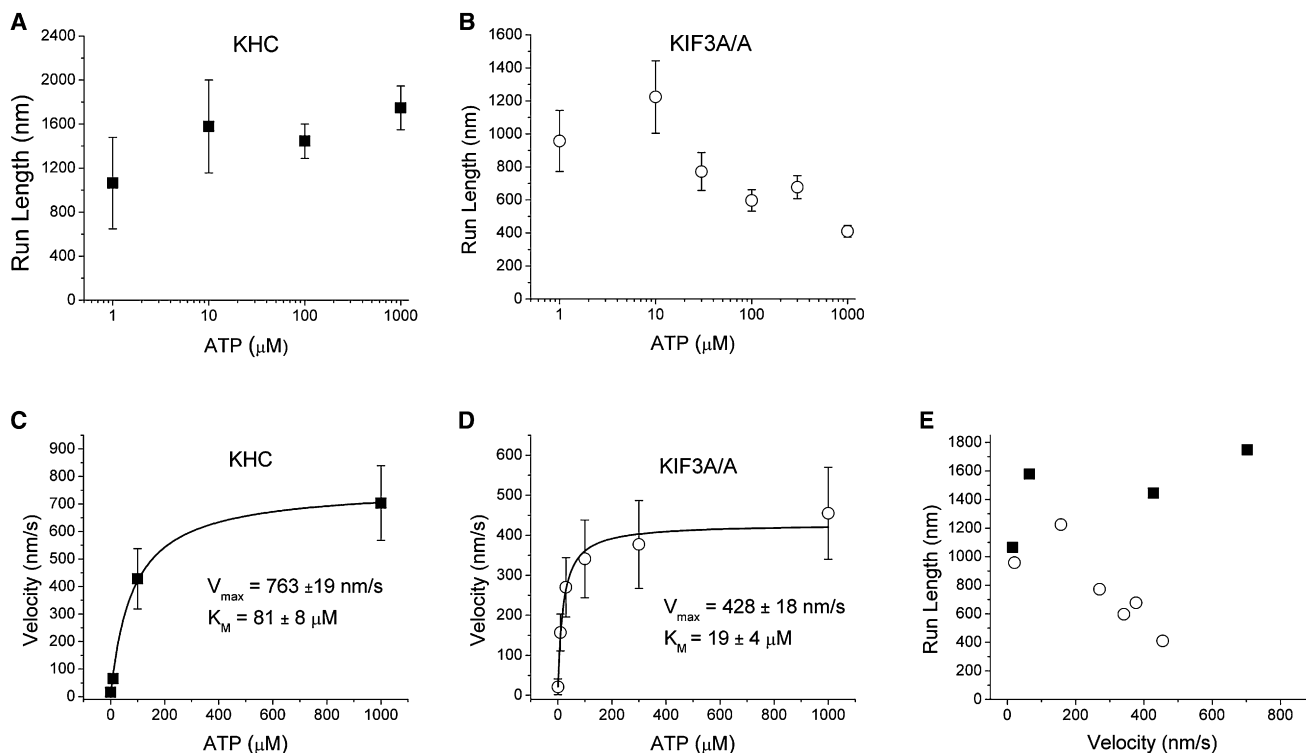 A
KHC
Run Length (nm)
2400
2000
1600
1200
800
400
0
1
10
100
1000
ATP (μM)
B
KIF3A/A
Run Length (nm)
1600
1400
1200
1000
800
600
400
200
0
1
10
100
1000
ATP (μM)
C
KHC
Velocity (nm/s)
900
800
700
600
500
400
300
200
100
0
Vmax = 763 ±19 nm/s
KM = 81 ± 8 μM
0
200
400
600
800
1000
ATP (μM)
D
KIF3A/A
Velocity (nm/s)
600
500
400
300
200
100
0
Vmax = 428 ± 18 nm/s
KM = 19 ± 4 μM
0
200
400
600
800
1000
ATP (μM)
E
Run Length (nm)
1800
1600
1400
1200
1000
800
600
400
200
0
0
200
400
600
800
Velocity (nm/s)